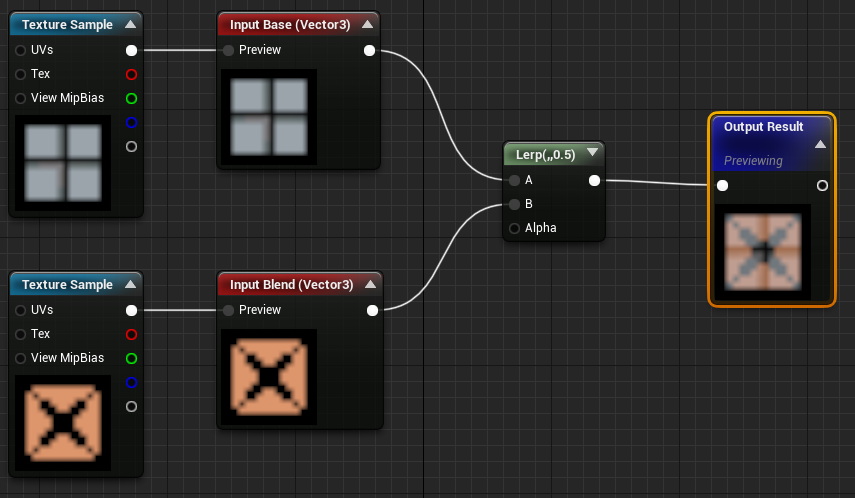 Texture Sample
UVs
Tex
View MipBias
Input Base (Vector3)
Preview
Lerp(,,0.5)
A
B
Alpha
Output Result
Previewing
Texture Sample
UVs
Tex
View MipBias
Input Blend (Vector3)
Preview